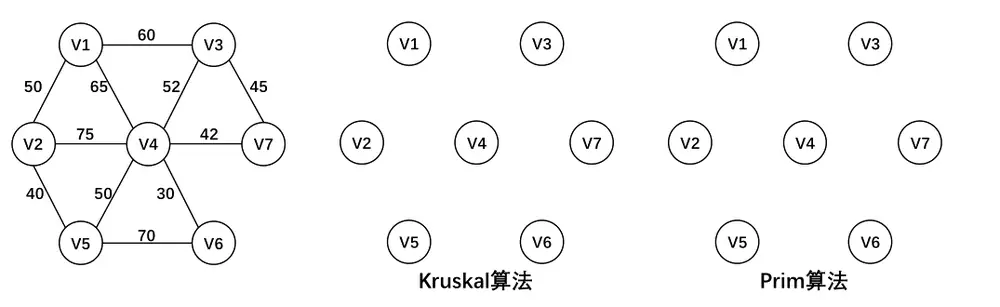 V1 60 V3 V1 V3 V1 V3
50 65 52 45
V2 75 V4 42 V7 V2 V4 V7 V2 V4 V7
40 50 30
V5 70 V6 V5 V6 V5 V6
Kruskal算法 Prim算法